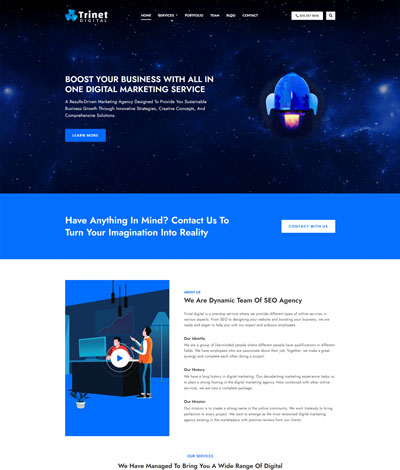 Trinet
DIGITAL
HOME SERVICES PORTFOLIO TEAM BLOG CONTACT
BOOST YOUR BUSINESS WITH ALL IN
ONE DIGITAL MARKETING SERVICE
A Results-Driven Marketing Agency Designed To Provide You Sustainable
Business Growth Through Innovative Strategies, Creative Concepts, And
Comprehensive Solutions.
LEARN MORE
Have Anything In Mind? Contact Us To
Turn Your Imagination Into Reality
CONTACT WITH US
ABOUT US
We Are Dynamic Team Of SEO Agency
Trinet digital is a one-stop service where we provide different types of online services in
various aspects. From SEO to designing your website and boosting your business, we are
ready and eager to help you with our expert and arduous employees.
Our Identity
We are a group of like-minded people where different people have qualifications in different
fields. We have employees who are passionate about their job. Together, we make a great
synergy and complete each other doing a project.
Our History
We have a long history in digital marketing. Our decade-long marketing experience helps us
to plant a strong footing in the digital marketing agency. Now combined with other online
services, we are now a complete package.
Our Mission
Our mission is to create a strong name in the online community. We work tirelessly to bring
perfection to every project. We want to emerge as the most renowned digital marketing
agency existing in the marketplace with positive reviews from our clients.
OUR SERVICES
We Have Managed To Bring You A Wide Range Of Digital